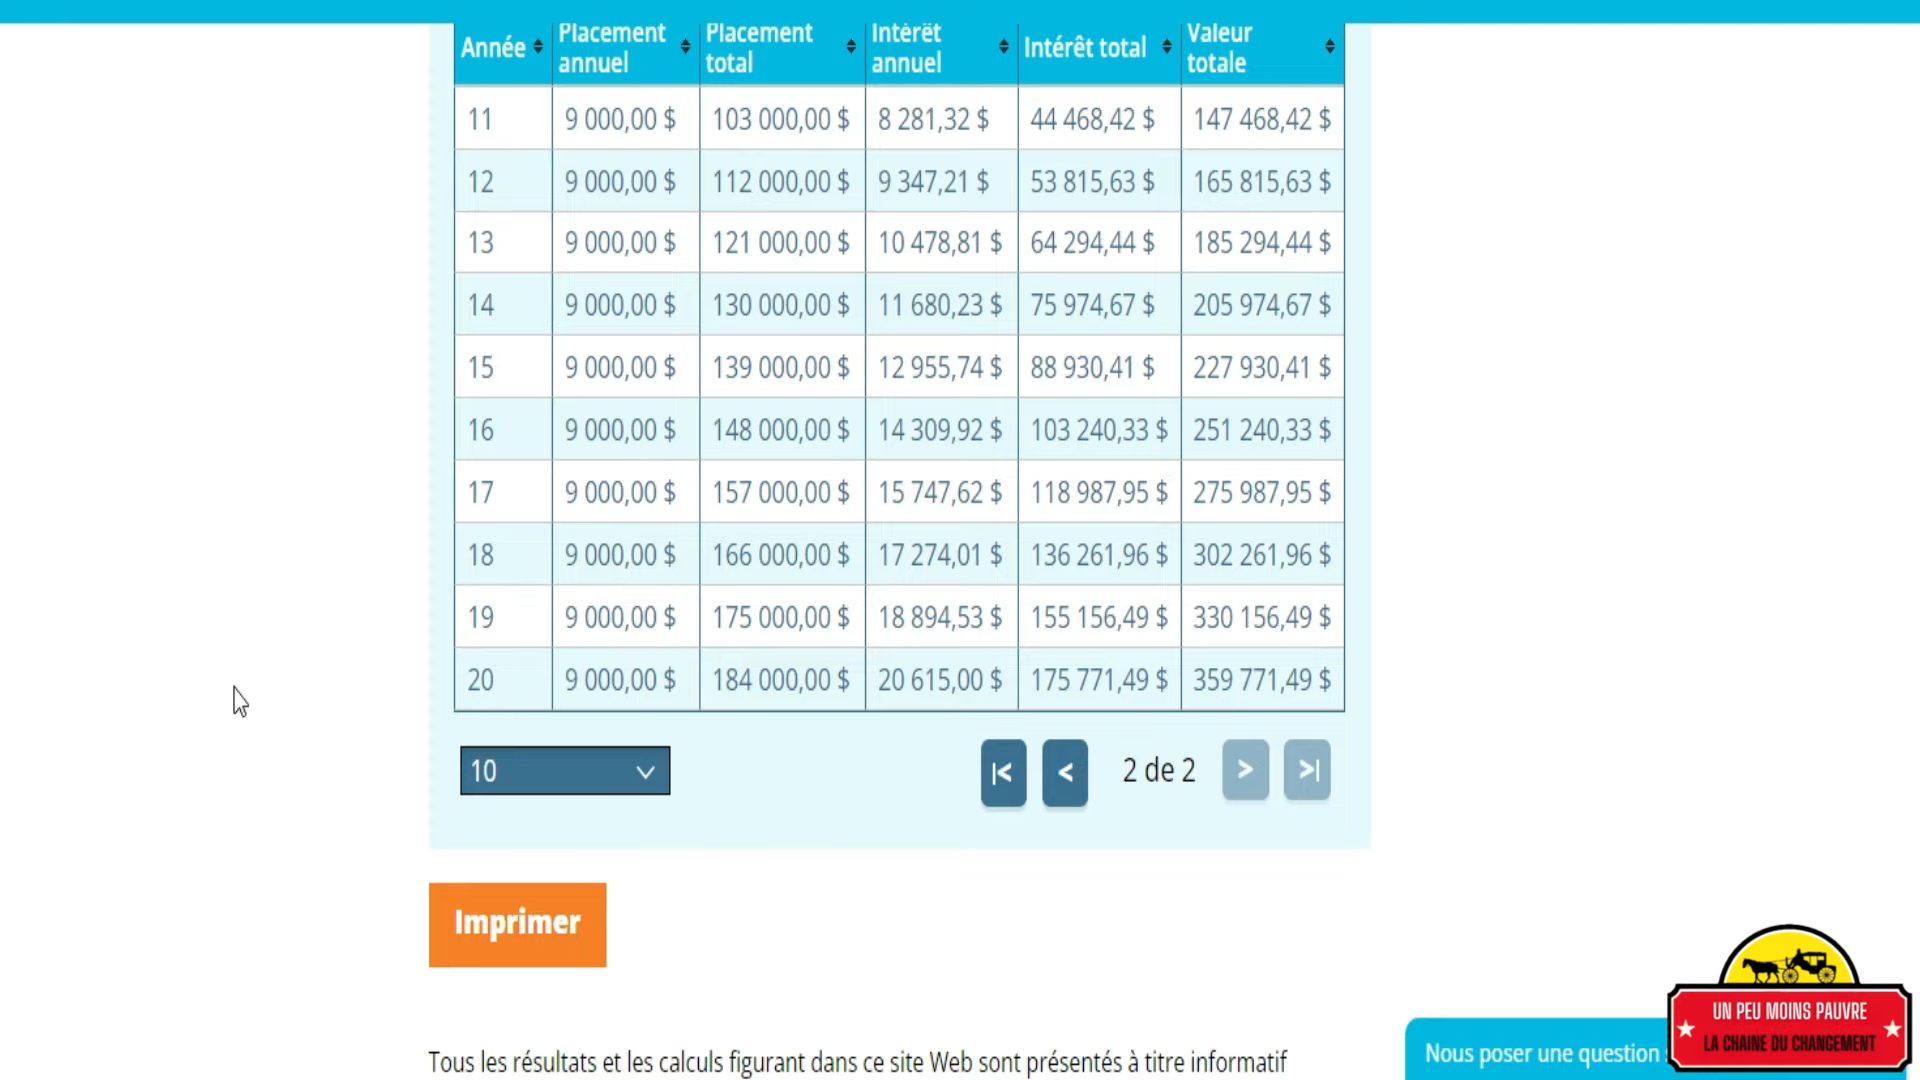 Année Placement annuel Placement total Intérêt annuel Intérêt total Valeur totale
11 9 000,00 $ 103 000,00 $ 8 281,32 $ 44 468,42 $ 147 468,42 $
12 9 000,00 $ 112 000,00 $ 9 347,21 $ 53 815,63 $ 165 815,63 $
13 9 000,00 $ 121 000,00 $ 10 478,81 $ 64 294,44 $ 185 294,44 $
14 9 000,00 $ 130 000,00 $ 11 680,23 $ 75 974,67 $ 205 974,67 $
15 9 000,00 $ 139 000,00 $ 12 955,74 $ 88 930,41 $ 227 930,41 $
16 9 000,00 $ 148 000,00 $ 14 309,92 $ 103 240,33 $ 251 240,33 $
17 9 000,00 $ 157 000,00 $ 15 747,62 $ 118 987,95 $ 275 987,95 $
18 9 000,00 $ 166 000,00 $ 17 274,01 $ 136 261,96 $ 302 261,96 $
19 9 000,00 $ 175 000,00 $ 18 894,53 $ 155 156,49 $ 330 156,49 $
20 9 000,00 $ 184 000,00 $ 20 615,00 $ 175 771,49 $ 359 771,49 $
10 |< < 2 de 2 > >|
Imprimer
Tous les résultats et les calculs figurant dans ce site Web sont présentés à titre informatif
Nous poser une question
UN PEU MOINS PAUVRE
LA CHAINE DU CHANGEMENT